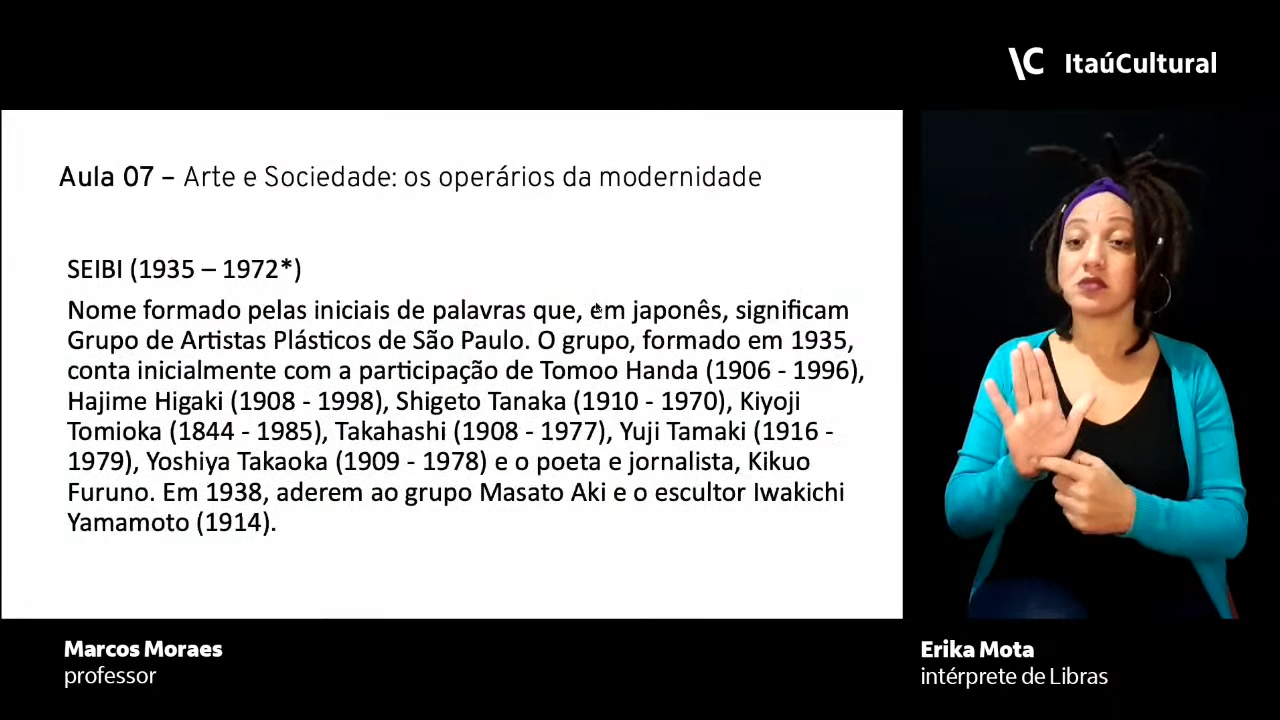 \C ItaúCultural
Aula 07 – Arte e Sociedade: os operários da modernidade
SEIBI (1935 – 1972*)
Nome formado pelas iniciais de palavras que, em japonês, significam
Grupo de Artistas Plásticos de São Paulo. O grupo, formado em 1935,
conta inicialmente com a participação de Tomoo Handa (1906 - 1996),
Hajime Higaki (1908 - 1998), Shigeto Tanaka (1910 - 1970), Kiyoji
Tomioka (1844 - 1985), Takahashi (1908 - 1977), Yuji Tamaki (1916 -
1979), Yoshiya Takaoka (1909 - 1978) e o poeta e jornalista, Kikuo
Furuno. Em 1938, aderem ao grupo Masato Aki e o escultor Iwakichi
Yamamoto (1914).
Marcos Moraes
professor
Erika Mota
intérprete de Libras